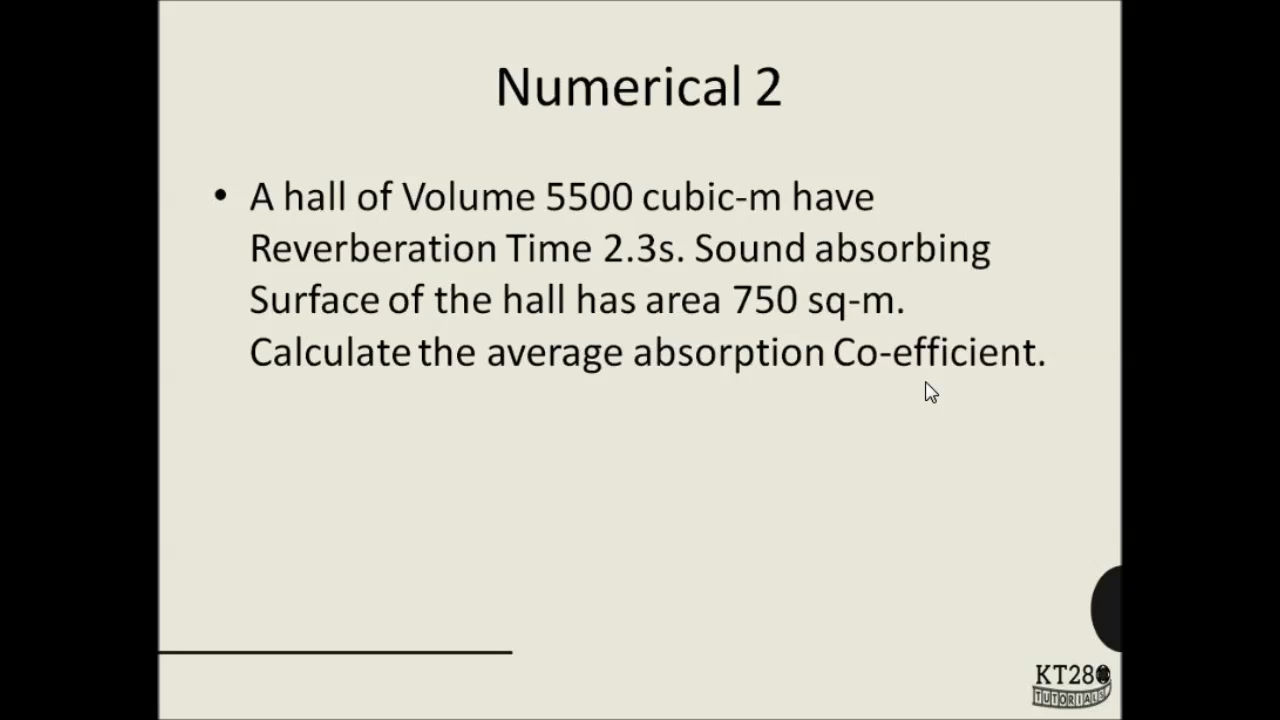 Numerical 2
• A hall of Volume 5500 cubic-m have
Reverberation Time 2.3s. Sound absorbing
Surface of the hall has area 750 sq-m.
Calculate the average absorption Co-efficient.
KT280
TUTORIALS